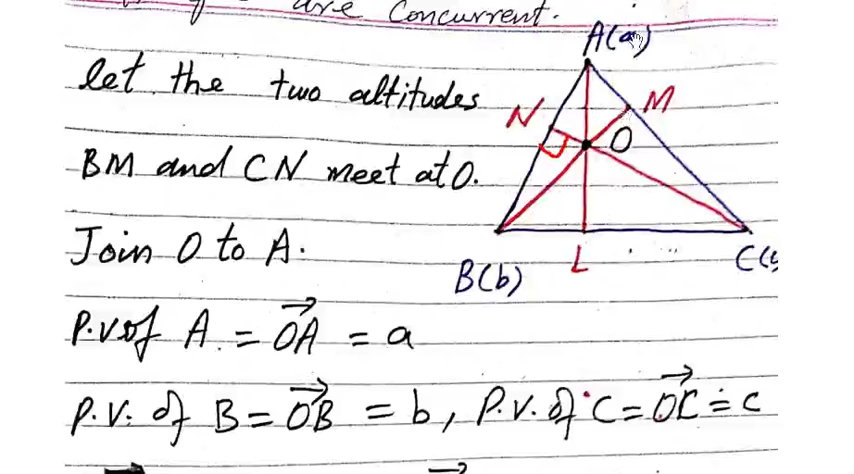 are Concurrent.
let the two altitudes
BM and CN meet at O.
Join O to A.
P.V of A. = OA = a
P.V. of B = OB = b, P.V. of C = OC = c
A(a)
N
M
O
B(b)
L
C(c